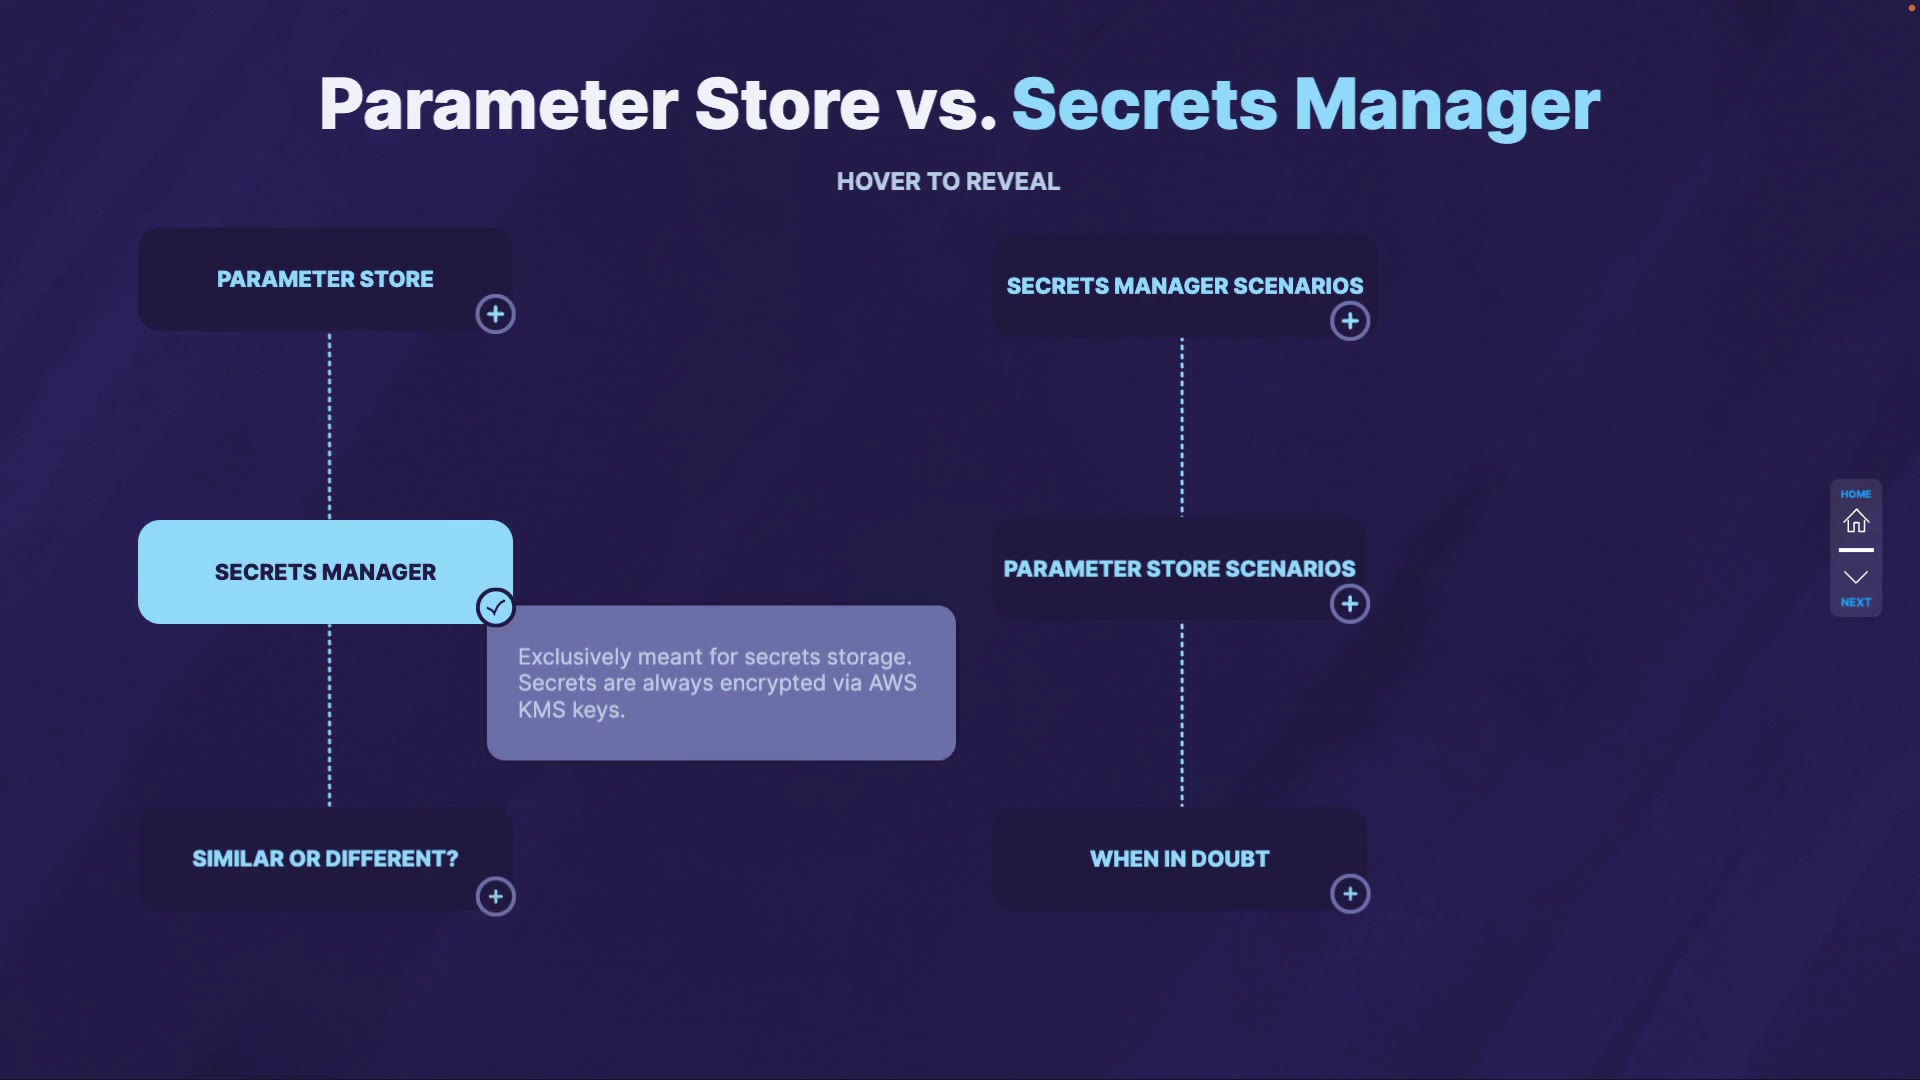 Parameter Store vs. Secrets Manager
HOVER TO REVEAL
PARAMETER STORE
SECRETS MANAGER
Exclusively meant for secrets storage.
Secrets are always encrypted via AWS
KMS keys.
SIMILAR OR DIFFERENT?
SECRETS MANAGER SCENARIOS
PARAMETER STORE SCENARIOS
WHEN IN DOUBT
HOME
NEXT